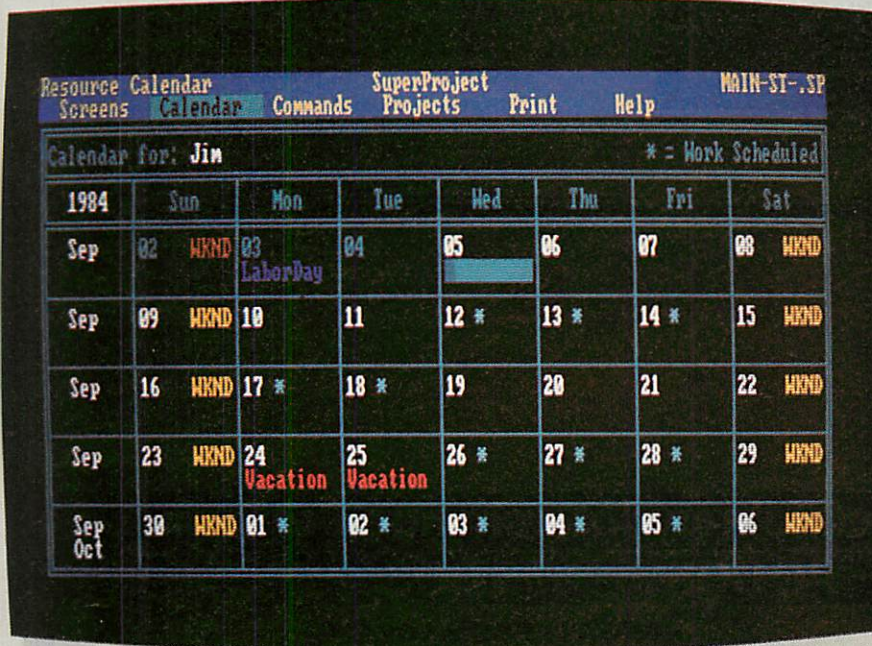 Resource Calendar SuperProject MAIN-ST-.SP
Screens Calendar Commands Projects Print Help
Calendar for: Jim * = Work Scheduled
1984 Sun Mon Tue Wed Thu Fri Sat
Sep 02 WKND 03 04 05 06 07 08 WKND
LaborDay
Sep 09 WKND 10 11 12 * 13 * 14 * 15 WKND
Sep 16 WKND 17 * 18 * 19 20 21 22 WKND
Sep 23 WKND 24 25 26 * 27 * 28 * 29 WKND
Vacation Vacation
Sep 30 WKND 01 * 02 * 03 * 04 * 05 * 06 WKND
Oct